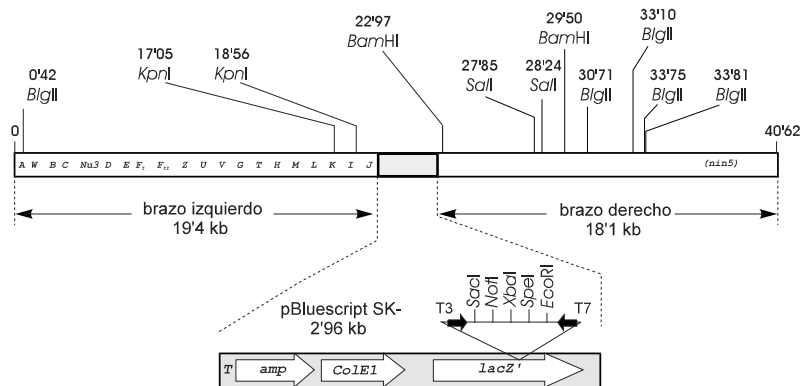 0'42
BlgII
17'05
KpnI
18'56
KpnI
22'97
BamHI
27'85
SalI
28'24
SalI
29'50
BamHI
30'71
BlgII
33'10
BlgII
33'75
BlgII
33'81
BlgII
0
40'62
A W B C Nu3 D E FI FII Z U V G T H M L K I J
(nin5)
brazo izquierdo
19'4 kb
brazo derecho
18'1 kb
pBluescript SK-
2'96 kb
T3
SacI
NotI
XbaI
SpeI
EcoRI
T7
T amp ColE1 lacZ'